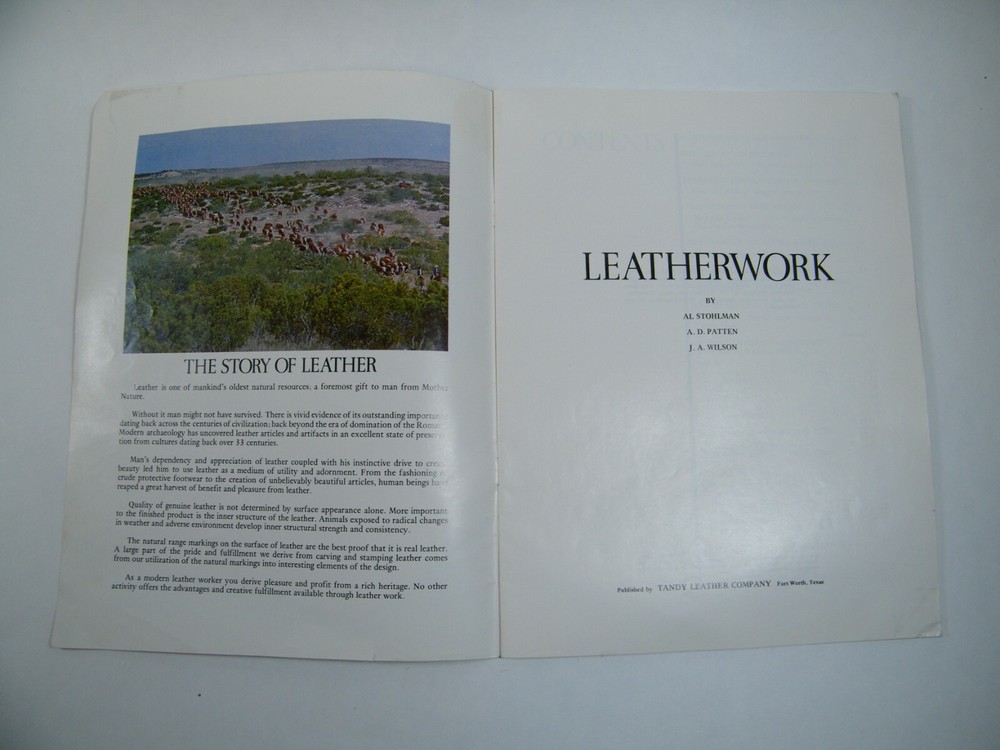 THE STORY OF LEATHER
Leather is one of mankind's oldest natural resources, a foremost gift to man from Mother
Nature.
Without it man might not have survived. There is vivid evidence of its outstanding importance
dating back across the centuries of civilization; back beyond the era of domination of the Romans.
Modern archaeology has uncovered leather articles and artifacts in an excellent state of preserva-
tion from cultures dating back over 33 centuries.
Man's dependency and appreciation of leather coupled with his instinctive drive to create
beauty led him to use leather as a medium of utility and adornment. From the fashioning of
crude protective footwear to the creation of unbelievably beautiful articles, human beings have
reaped a great harvest of benefit and pleasure from leather.
Quality of genuine leather is not determined by surface appearance alone. More important
to the finished product is the inner structure of the leather. Animals exposed to radical changes
in weather and adverse environment develop inner structural strength and consistency.
The natural range markings on the surface of leather are the best proof that it is real leather.
A large part of the pride and fulfillment we derive from carving and stamping leather comes
from our utilization of the natural markings into interesting elements of the design.
As a modern leather worker you derive pleasure and profit from a rich heritage. No other
activity offers the advantages and creative fulfillment available through leather work.
CONTENTS
LEATHERWORK
BY
AL STOHLMAN
A. D. PATTEN
J. A. WILSON
Published by TANDY LEATHER COMPANY Fort Worth, Texas